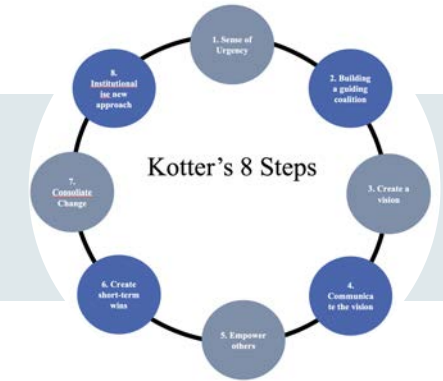 Kotter's 8 Steps
1. Sense of
Urgency
2. Building
a guiding
coalition
3. Create a
vision
4.
Communica
te the vision
5. Empower
others
6. Create
short-term
wins
7.
Consoliate
Change
8.
Institutional
ise new
approach